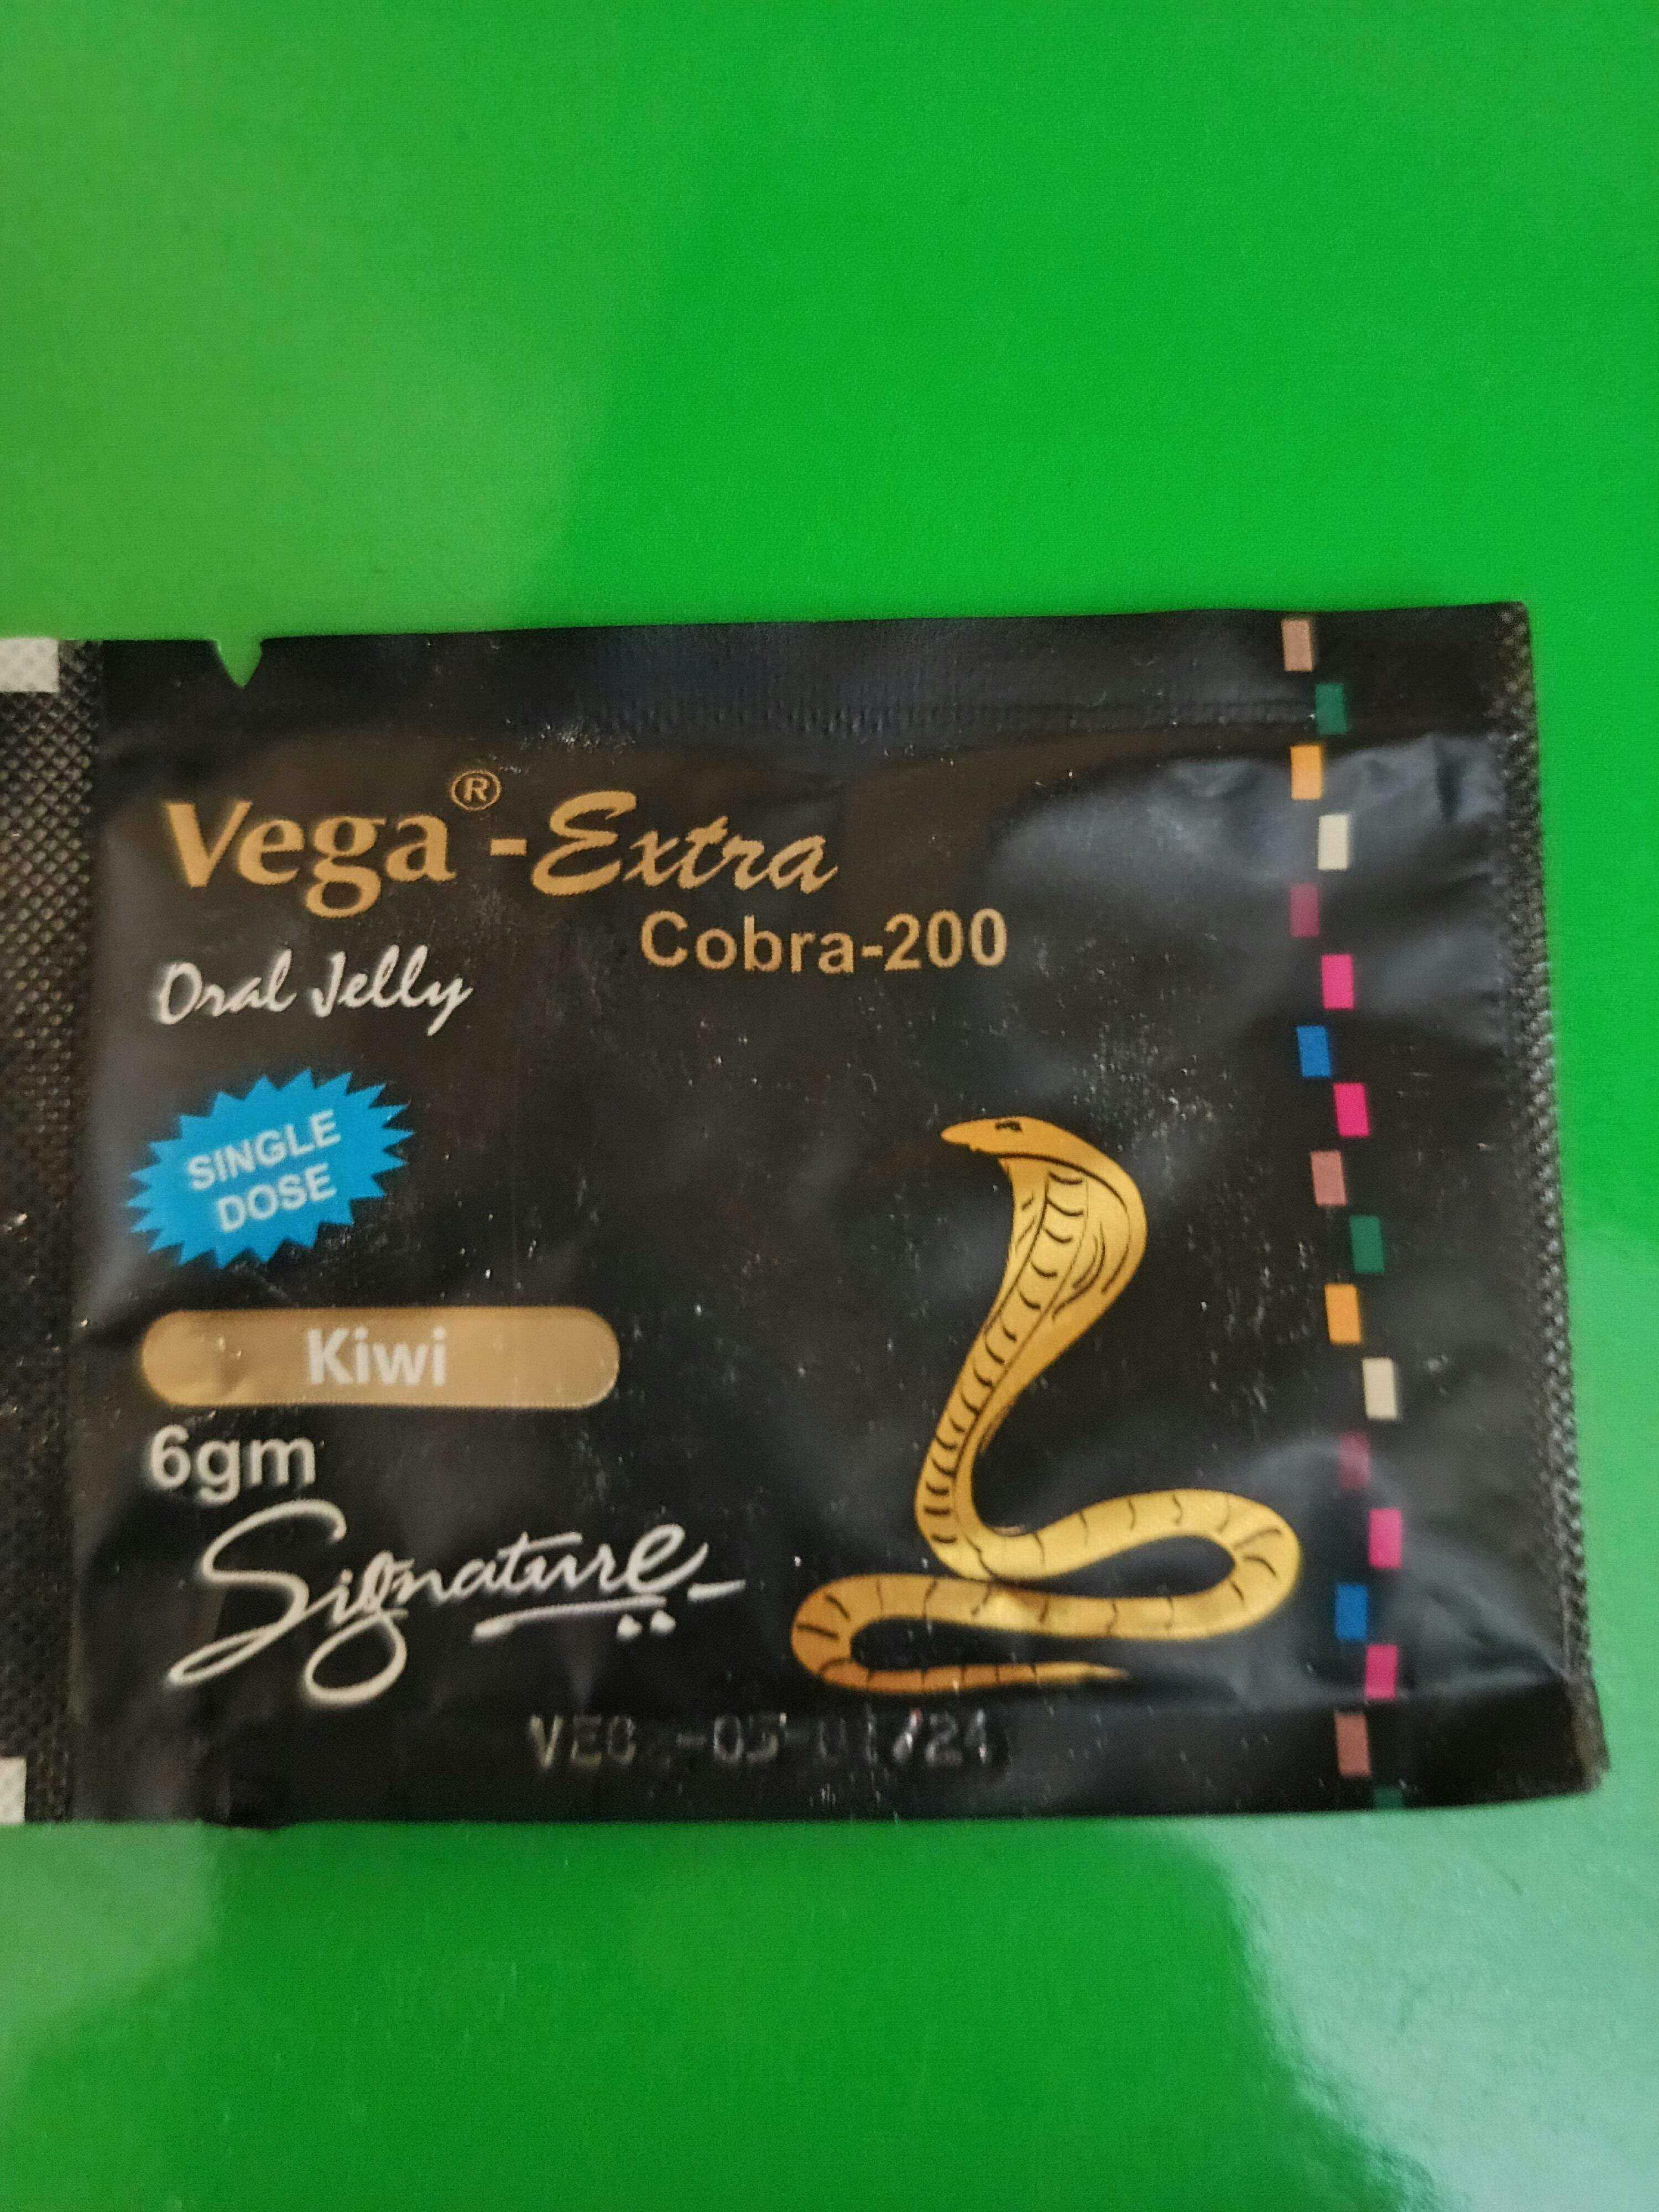 Vega®-Extra
Cobra-200
Oral Jelly
SINGLE
DOSE
Kiwi
6gm
Signature